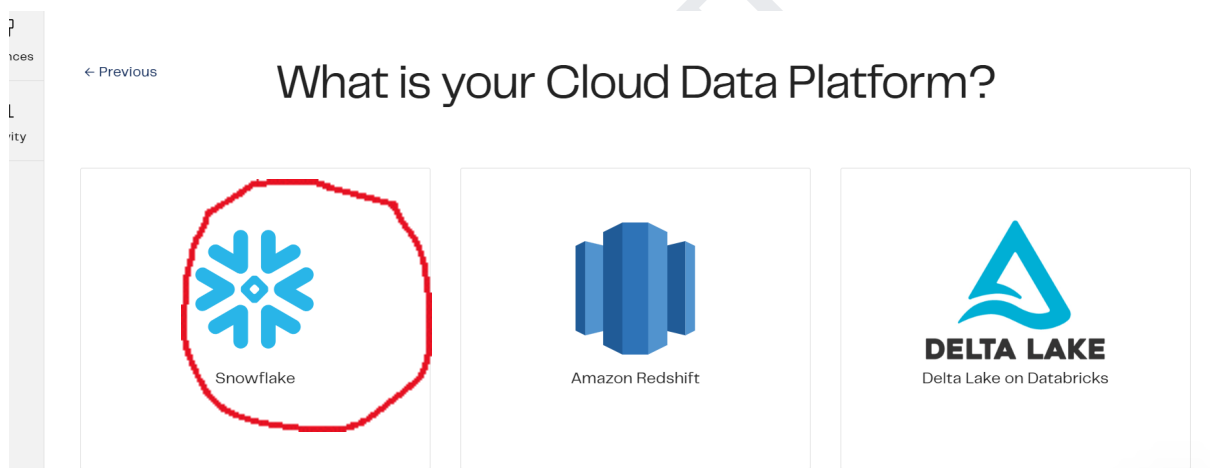 ← Previous
What is your Cloud Data Platform?
Snowflake
Amazon Redshift
DELTA LAKE
Delta Lake on Databricks